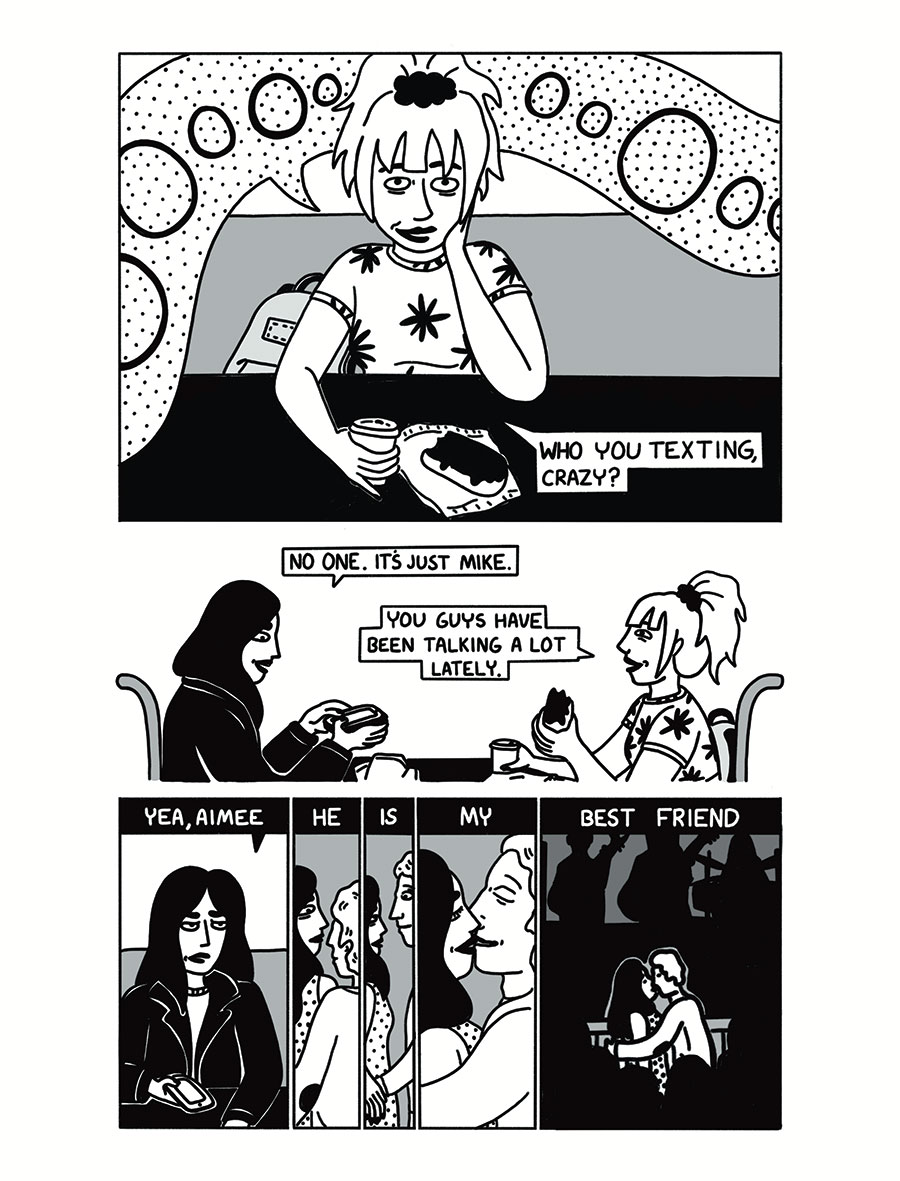 WHO YOU TEXTING,
CRAZY?
NO ONE. IT'S JUST MIKE.
YOU GUYS HAVE
BEEN TALKING A LOT
LATELY.
YEA, AIMEE
HE
IS
MY
BEST FRIEND